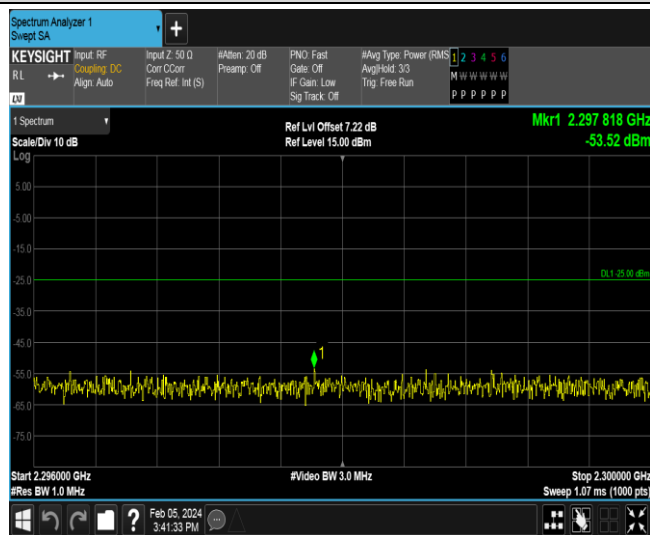 Spectrum Analyzer 1
Swept SA
+
KEYSIGHT Input: RF Input Z: 50 Ω #Atten: 20 dB PNO: Fast #Avg Type: Power (RMS 1 2 3 4 5 6
RL Coupling: DC Corr CCorr Preamp: Off Gate: Off Avg|Hold: 3/3 M W W W W W
Align: Auto Freq Ref: Int (S) IF Gain: Low Trig: Free Run
LXI Sig Track: Off P P P P P P
1 Spectrum Ref Lvl Offset 7.22 dB Mkr1 2.297 818 GHz
Scale/Div 10 dB Ref Level 15.00 dBm -53.52 dBm
Log
5.00
-5.00
-15.0
DL1 -25.00 dBm
-25.0
-35.0
-45.0
1
-55.0
-65.0
-75.0
Start 2.296000 GHz #Video BW 3.0 MHz Stop 2.300000 GHz
#Res BW 1.0 MHz Sweep 1.07 ms (1000 pts)
? Feb 05, 2024
3:41:33 PM